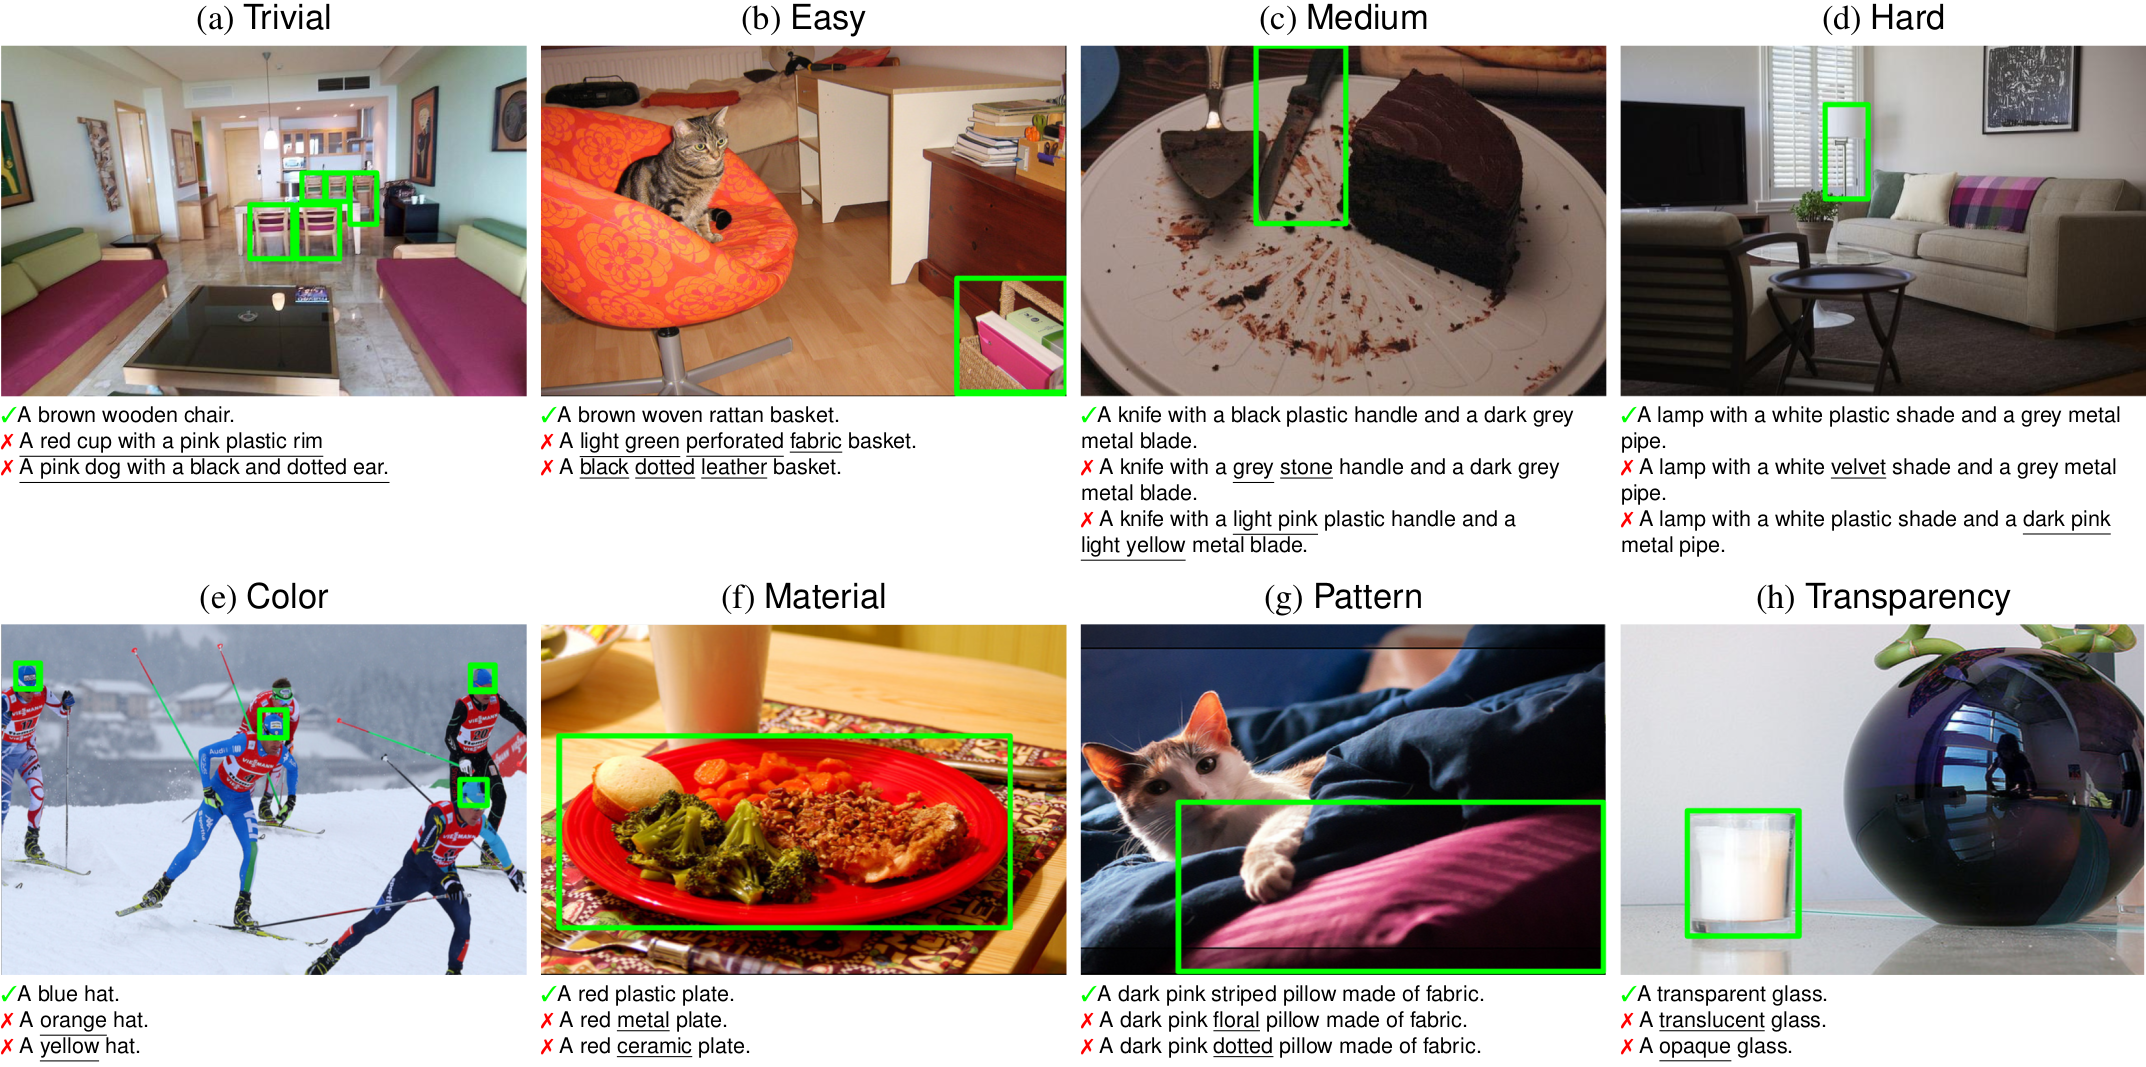 (a) Trivial
✓A brown wooden chair.
✗ A red cup with a pink plastic rim
✗ A pink dog with a black and dotted ear.
(b) Easy
✓A brown woven rattan basket.
✗ A light green perforated fabric basket.
✗ A black dotted leather basket.
(c) Medium
✓A knife with a black plastic handle and a dark grey
metal blade.
✗ A knife with a grey stone handle and a dark grey
metal blade.
✗ A knife with a light pink plastic handle and a
light yellow metal blade.
(d) Hard
✓A lamp with a white plastic shade and a grey metal
pipe.
✗ A lamp with a white velvet shade and a grey metal
pipe.
✗ A lamp with a white plastic shade and a dark pink
metal pipe.
(e) Color
VIESMANN
VIESMANN
Audi
VIESMANN
VIESMANN
ITA
✓A blue hat.
✗ A orange hat.
✗ A yellow hat.
(f) Material
✓A red plastic plate.
✗ A red metal plate.
✗ A red ceramic plate.
(g) Pattern
✓A dark pink striped pillow made of fabric.
✗ A dark pink floral pillow made of fabric.
✗ A dark pink dotted pillow made of fabric.
(h) Transparency
✓A transparent glass.
✗ A translucent glass.
✗ A opaque glass.